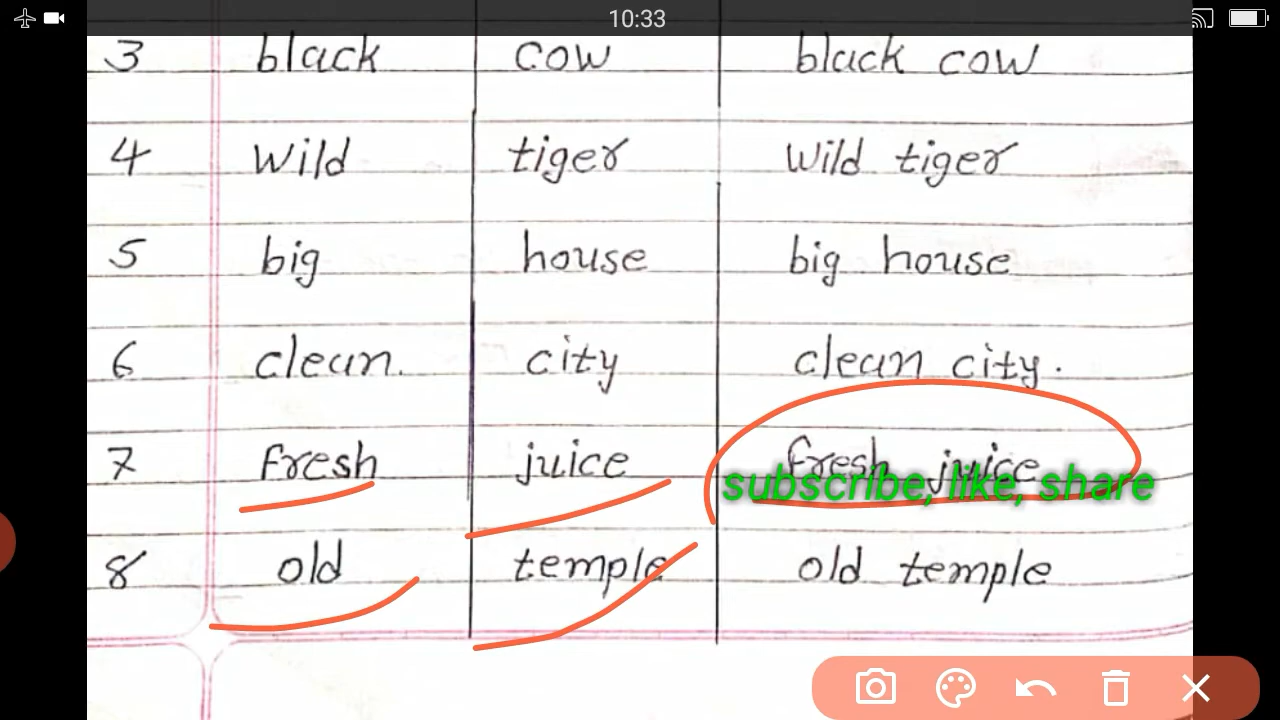 10:33
3 black cow black cow
4 wild tiger wild tiger
5 big house big house
6 clean. city clean city.
7 fresh juice fresh juice
subscribe, like, share
8 old temple old temple